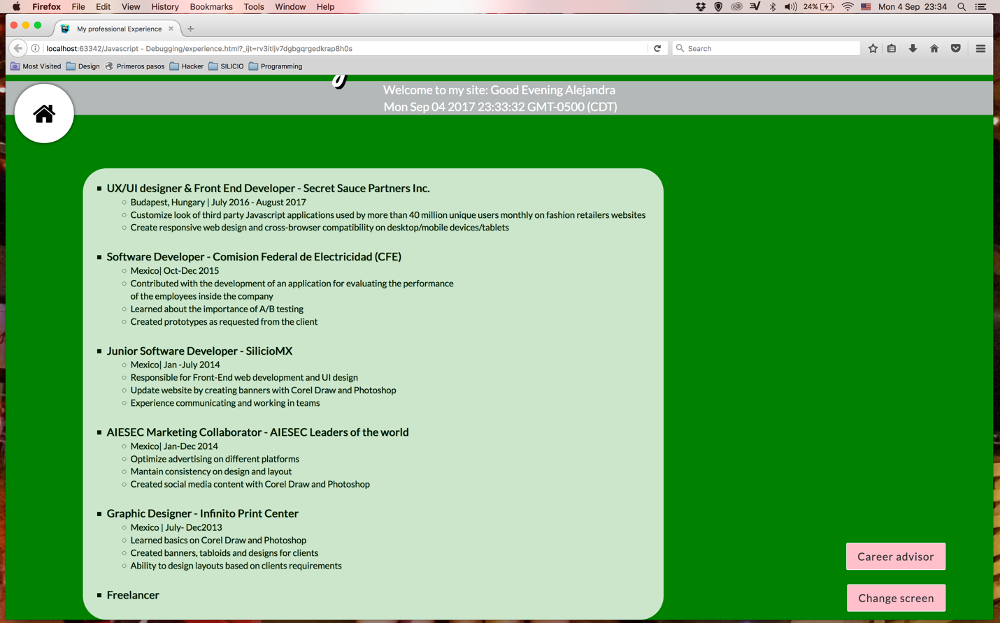 Firefox File Edit View History Bookmarks Tools Window Help 24% Mon 4 Sep 23:34
My professional Experience
localhost:63342/Javascript - Debugging/experience.html?_ijt=rv3itljv7dgbgqrgedkrap8h0s Search
Most Visited Design Primeros pasos Hacker SILICIO Programming
Welcome to my site: Good Evening Alejandra
Mon Sep 04 2017 23:33:32 GMT-0500 (CDT)
UX/UI designer & Front End Developer - Secret Sauce Partners Inc.
Budapest, Hungary | July 2016 - August 2017
Customize look of third party Javascript applications used by more than 40 million unique users monthly on fashion retailers websites
Create responsive web design and cross-browser compatibility on desktop/mobile devices/tablets
Software Developer - Comision Federal de Electricidad (CFE)
Mexico| Oct-Dec 2015
Contributed with the development of an application for evaluating the performance
of the employees inside the company
Learned about the importance of A/B testing
Created prototypes as requested from the client
Junior Software Developer - SilicioMX
Mexico| Jan -July 2014
Responsible for Front-End web development and UI design
Update website by creating banners with Corel Draw and Photoshop
Experience communicating and working in teams
AIESEC Marketing Collaborator - AIESEC Leaders of the world
Mexico| Jan-Dec 2014
Optimize advertising on different platforms
Mantain consistency on design and layout
Created social media content with Corel Draw and Photoshop
Graphic Designer - Infinito Print Center
Mexico | July- Dec2013
Learned basics on Corel Draw and Photoshop
Created banners, tabloids and designs for clients
Ability to design layouts based on clients requirements
Freelancer
Career advisor
Change screen